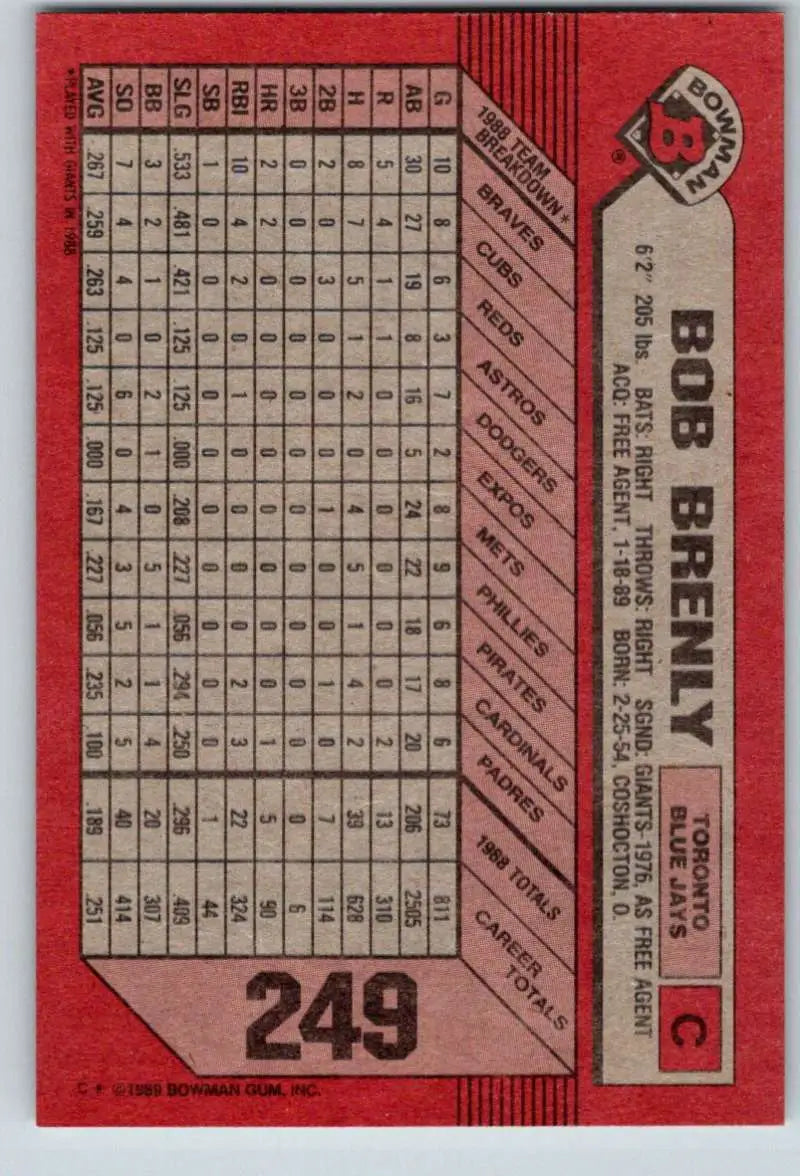 BOWMAN
B
®
BOB BRENLY
TORONTO
BLUE JAYS
C
6'2" 205 lbs. BATS: RIGHT THROWS: RIGHT SGND: GIANTS-1976, AS FREE AGENT
ACQ: FREE AGENT, 1-18-89 BORN: 2-25-54, COSHOCTON, O.
1988 TEAM BREAKDOWN* BRAVES CUBS REDS ASTROS DODGERS EXPOS METS PHILLIES PIRATES CARDINALS PADRES 1988 TOTALS CAREER TOTALS
G 10 8 6 3 7 2 8 9 6 8 6 73 811
AB 30 27 19 8 16 5 24 22 18 17 20 206 2505
R 5 4 1 1 0 0 0 0 0 0 2 13 310
H 8 7 5 1 2 0 4 5 1 4 2 39 628
2B 2 0 3 0 0 0 1 0 0 1 0 7 114
3B 0 0 0 0 0 0 0 0 0 0 0 0 6
HR 2 2 0 0 0 0 0 0 0 0 1 5 90
RBI 10 4 2 0 1 0 0 0 0 2 3 22 324
SB 1 0 0 0 0 0 0 0 0 0 0 1 44
SLG .533 .481 .421 .125 .125 .000 .208 .227 .056 .294 .250 .296 .409
BB 3 2 1 0 2 1 0 5 1 1 4 20 307
SO 7 4 4 0 6 0 4 3 5 2 5 40 414
AVG .267 .259 .263 .125 .125 .000 .167 .227 .056 .235 .100 .189 .251
*PLAYED WITH GIANTS IN 1988
249
©1989 BOWMAN GUM, INC.